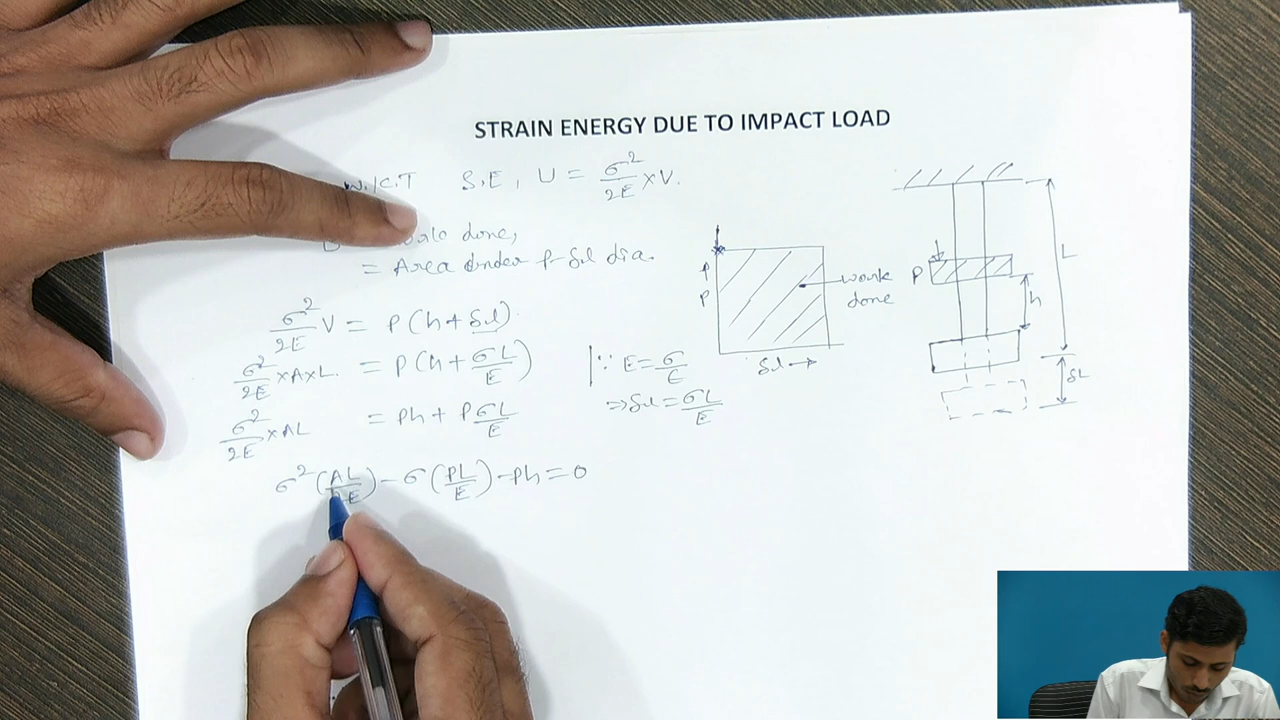 STRAIN ENERGY DUE TO IMPACT LOAD
W.K.T S.E, U = σ²/2E × V.
done,
= Area under P-δl dia.
σ²/2E V = P(h + δl)
σ²/2E × A × L. = P(h + σL/E) | ∵ E = σ/ε
⇒ δl = σL/E
σ²/2E × AL = Ph + P σL/E
σ² (AL/2E) - σ (PL/E) - Ph = 0
P
P
work
done
δl →
P
h
L
δL